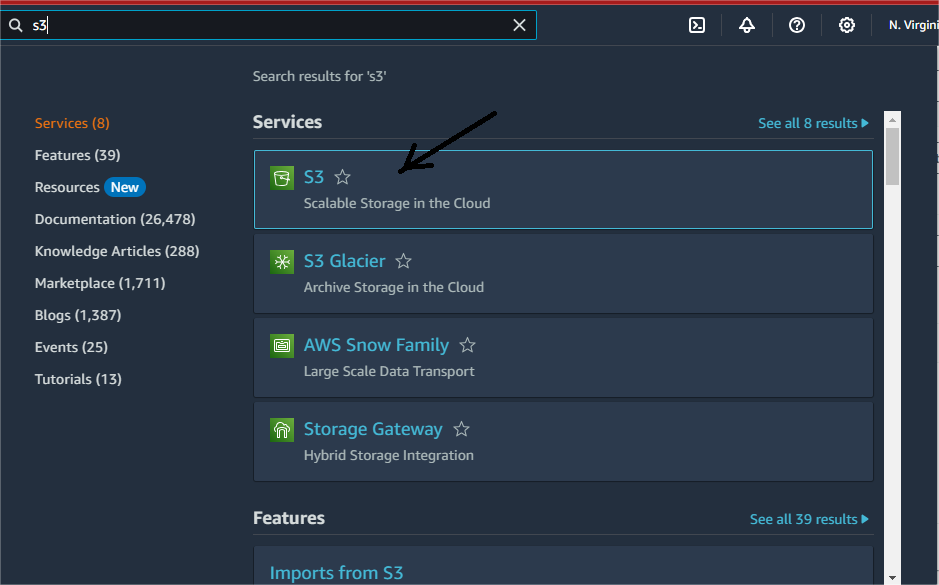 s3
N. Virgini
Search results for 's3'
Services (8)
Features (39)
Resources New
Documentation (26,478)
Knowledge Articles (288)
Marketplace (1,711)
Blogs (1,387)
Events (25)
Tutorials (13)
Services
See all 8 results
S3
Scalable Storage in the Cloud
S3 Glacier
Archive Storage in the Cloud
AWS Snow Family
Large Scale Data Transport
Storage Gateway
Hybrid Storage Integration
Features
See all 39 results
Imports from S3